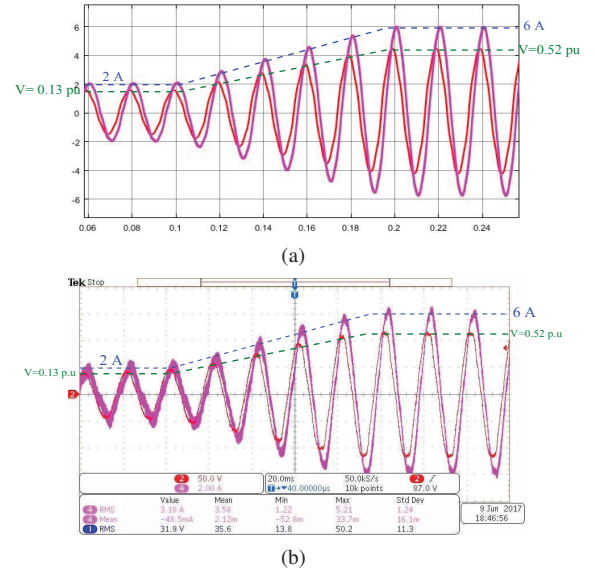 6
4
2
0
-2
-4
-6
6 A
2 A
V= 0.13 pu
V=0.52 pu
0.06 0.08 0.1 0.12 0.14 0.16 0.18 0.2 0.22 0.24
(a)
Tek Stop
T
6 A
2 A
V=0.52 p.u
V=0.13 p.u
2
2 50.0 V
4 2.00 A
20.0ms 50.0kS/s 2
T 40.00000µs 10k points 87.0 V
Value Mean Min Max Std Dev
4 RMS 3.18 A 3.58 1.22 5.21 1.24
4 Mean −48.5mA 2.12m −52.8m 33.7m 16.1m
1 RMS 31.9 V 35.6 13.8 50.2 11.3
9 Jun 2017
18:46:56
(b)